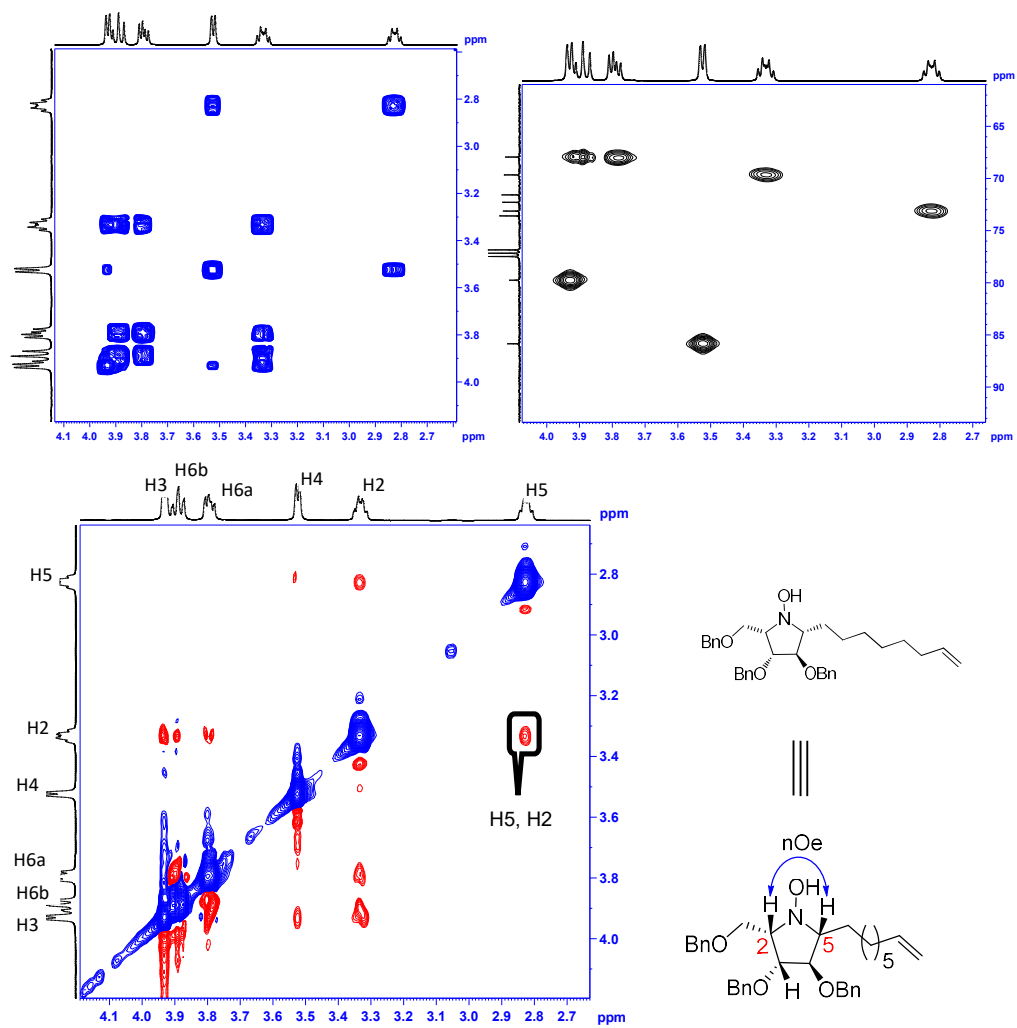 ppm
2.8
3.0
3.2
3.4
3.6
3.8
4.0
4.1 4.0 3.9 3.8 3.7 3.6 3.5 3.4 3.3 3.2 3.1 3.0 2.9 2.8 2.7 ppm
ppm
65
70
75
80
85
90
4.0 3.9 3.8 3.7 3.6 3.5 3.4 3.3 3.2 3.1 3.0 2.9 2.8 2.7 ppm
H3 H6b H6a H4 H2 H5
ppm
H5
H2
H4
H6a
H6b
H3
2.8
3.0
3.2
3.4
3.6
3.8
4.0
H5, H2
4.1 4.0 3.9 3.8 3.7 3.6 3.5 3.4 3.3 3.2 3.1 3.0 2.9 2.8 2.7 ppm
OH
N
BnO
BnO OBn
nOe
OH
H N H
BnO 2 5 5
BnO H OBn